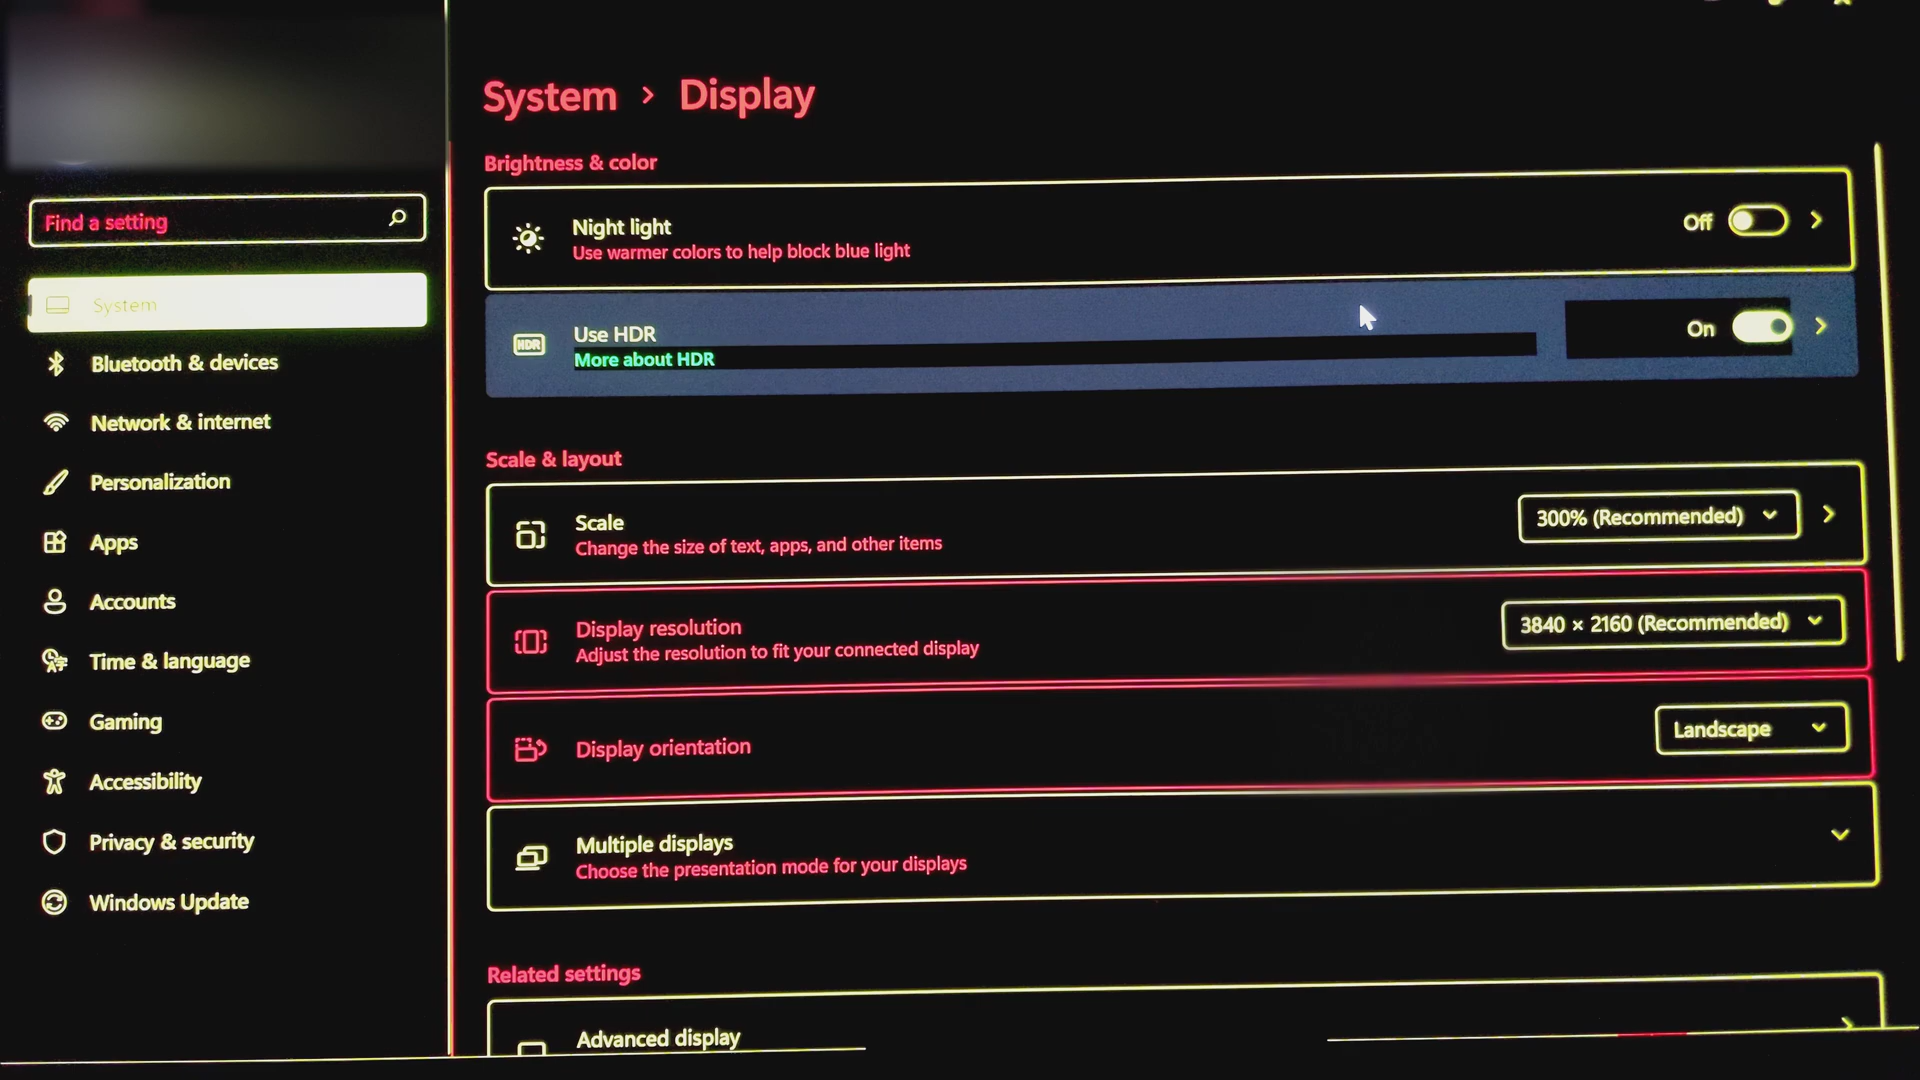 System > Display
Find a setting
System
Bluetooth & devices
Network & internet
Personalization
Apps
Accounts
Time & language
Gaming
Accessibility
Privacy & security
Windows Update
Brightness & color
Night light
Use warmer colors to help block blue light
Off
HDR
Use HDR
More about HDR
On
Scale & layout
Scale
Change the size of text, apps, and other items
300% (Recommended)
Display resolution
Adjust the resolution to fit your connected display
3840 × 2160 (Recommended)
Display orientation
Landscape
Multiple displays
Choose the presentation mode for your displays
Related settings
Advanced display